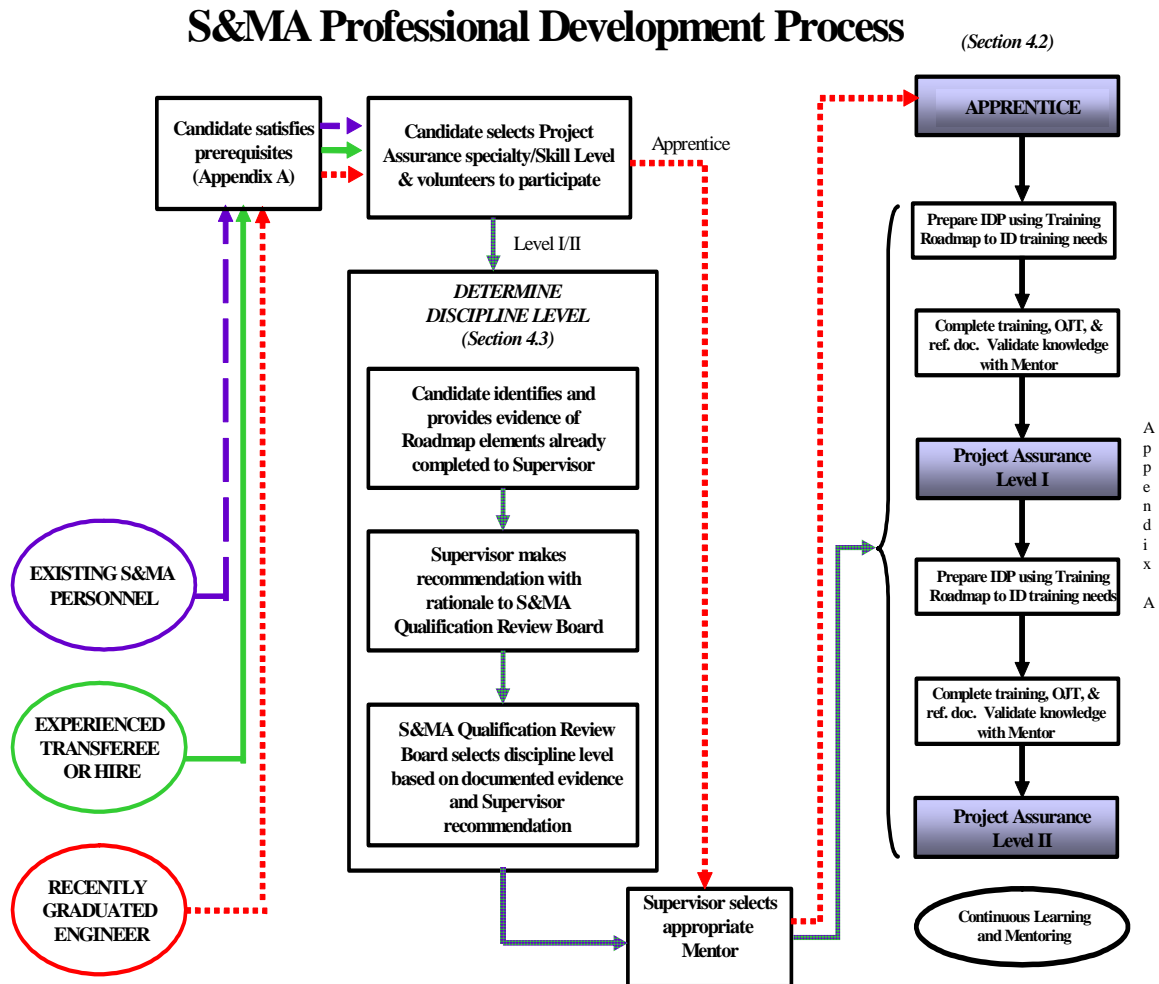 S&MA Professional Development Process
(Section 4.2)
Candidate satisfies
prerequisites
(Appendix A)
Candidate selects Project
Assurance specialty/Skill Level
& volunteers to participate
Apprentice
Level I/II
DETERMINE
DISCIPLINE LEVEL
(Section 4.3)
Candidate identifies and
provides evidence of
Roadmap elements already
completed to Supervisor
Supervisor makes
recommendation with
rationale to S&MA
Qualification Review Board
S&MA Qualification Review
Board selects discipline level
based on documented evidence
and Supervisor
recommendation
EXISTING S&MA
PERSONNEL
EXPERIENCED
TRANSFEREE
OR HIRE
RECENTLY
GRADUATED
ENGINEER
Supervisor selects
appropriate
Mentor
APPRENTICE
Prepare IDP using Training
Roadmap to ID training needs
Complete training, OJT, &
ref. doc. Validate knowledge
with Mentor
Project Assurance
Level I
Prepare IDP using Training
Roadmap to ID training needs
Complete training, OJT, &
ref. doc. Validate knowledge
with Mentor
Project Assurance
Level II
Continuous Learning
and Mentoring
Appendix A